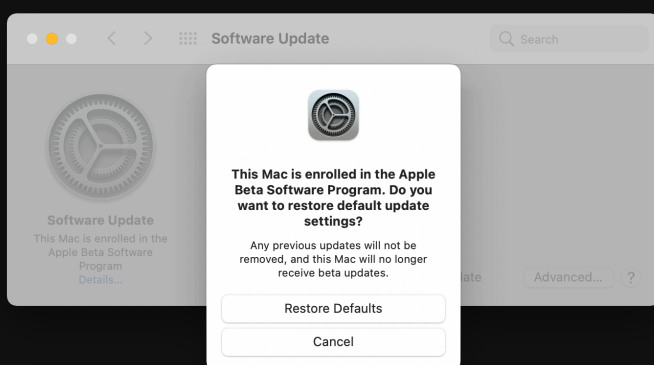 Software Update
Search
This Mac is enrolled in the Apple
Beta Software Program. Do you
want to restore default update
settings?
Any previous updates will not be
removed, and this Mac will no longer
receive beta updates.
Restore Defaults
Cancel
Software Update
This Mac is enrolled in the
Apple Beta Software
Program
Details...
Advanced...
?